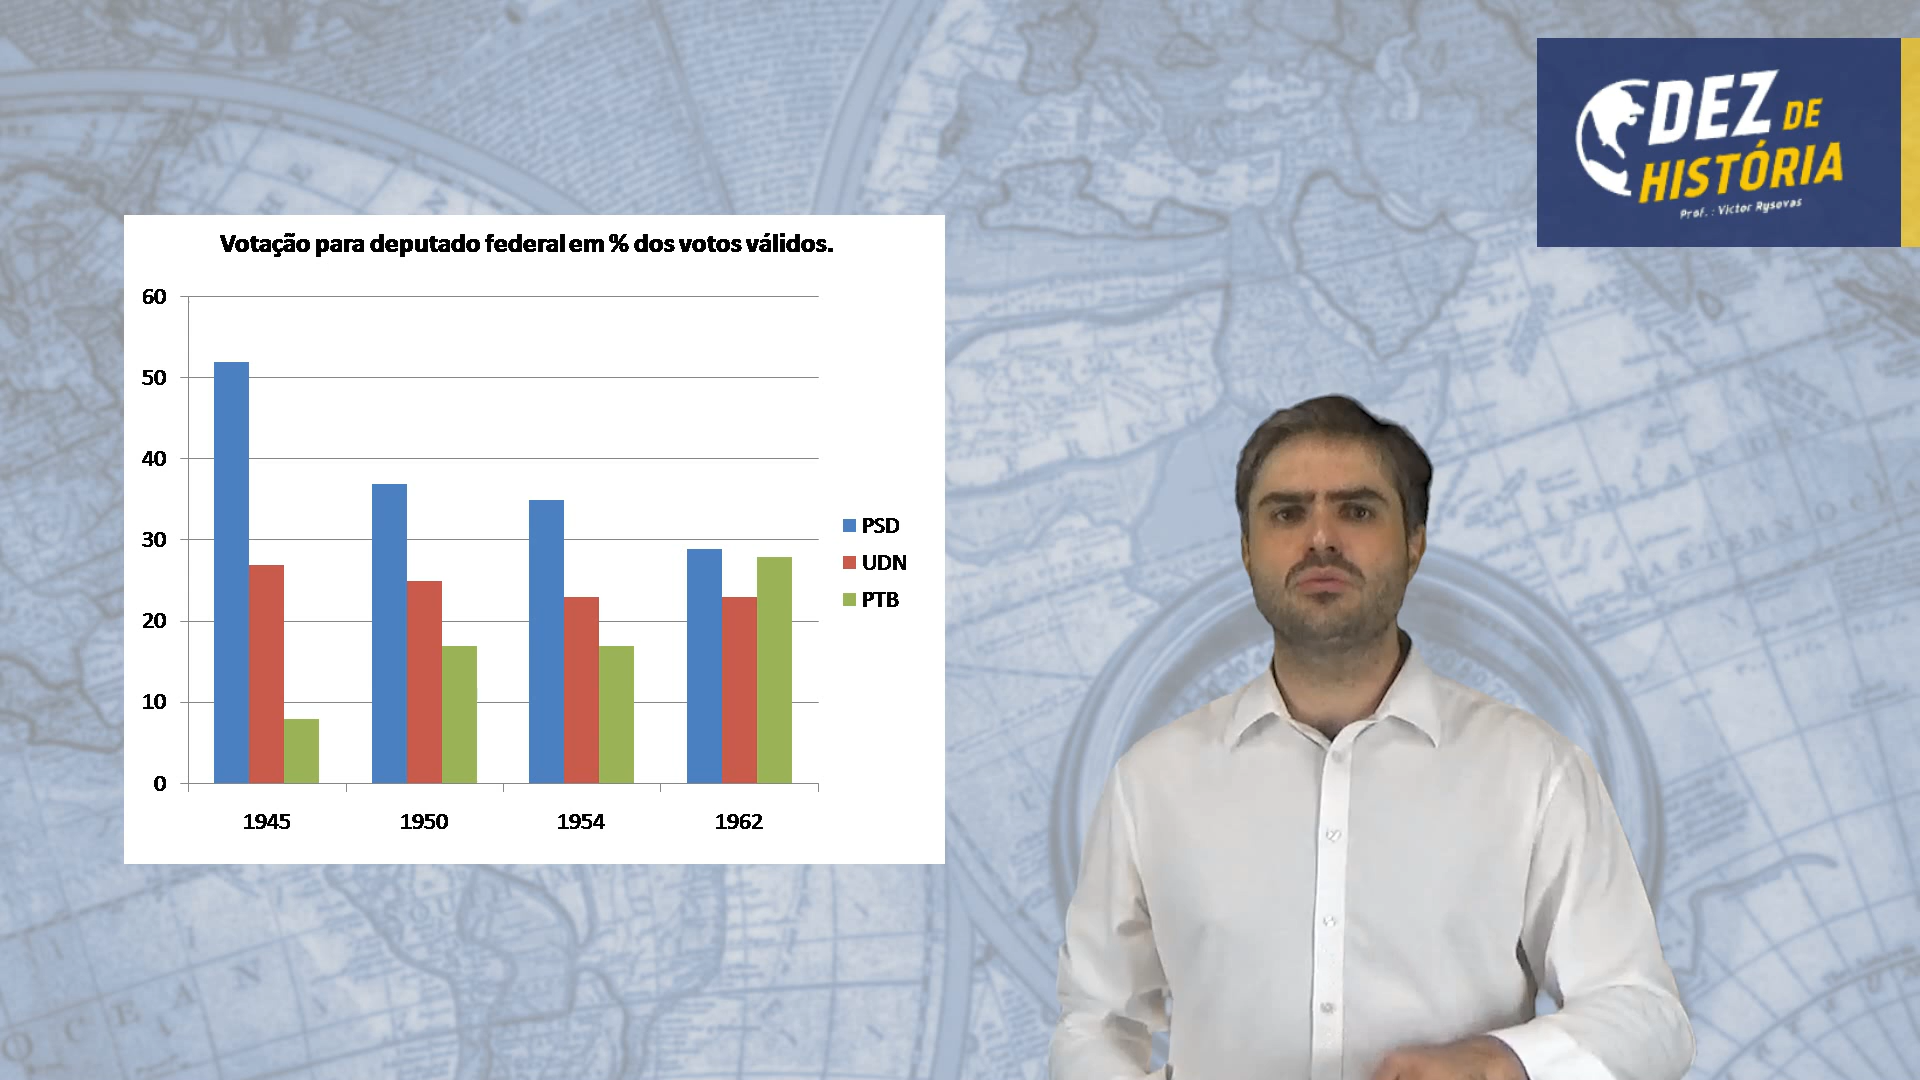 DEZ DE
HISTÓRIA
Prof. : Victor Rysovas
Votação para deputado federal em % dos votos válidos.
60
50
40
30
20
10
0
1945 1950 1954 1962
PSD
UDN
PTB
OCEAN